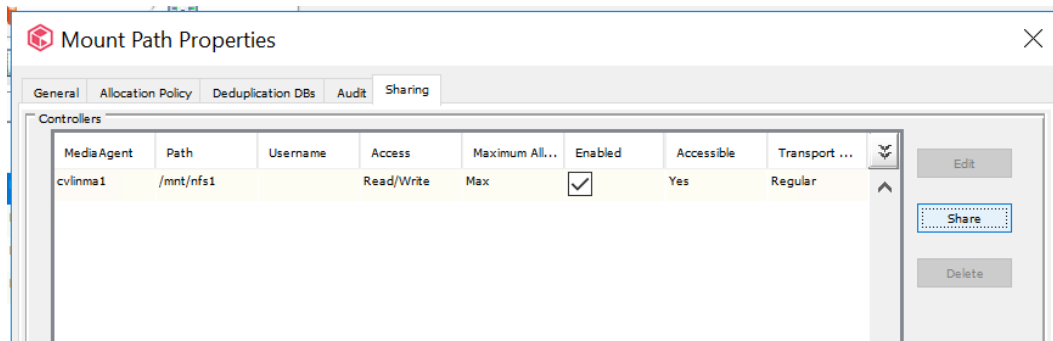 Mount Path Properties
General Allocation Policy Deduplication DBs Audit Sharing
Controllers
MediaAgent Path Username Access Maximum All... Enabled Accessible Transport ...
Edit
cvlinma1 /mnt/nfs1 Read/Write Max Yes Regular
Share
Delete